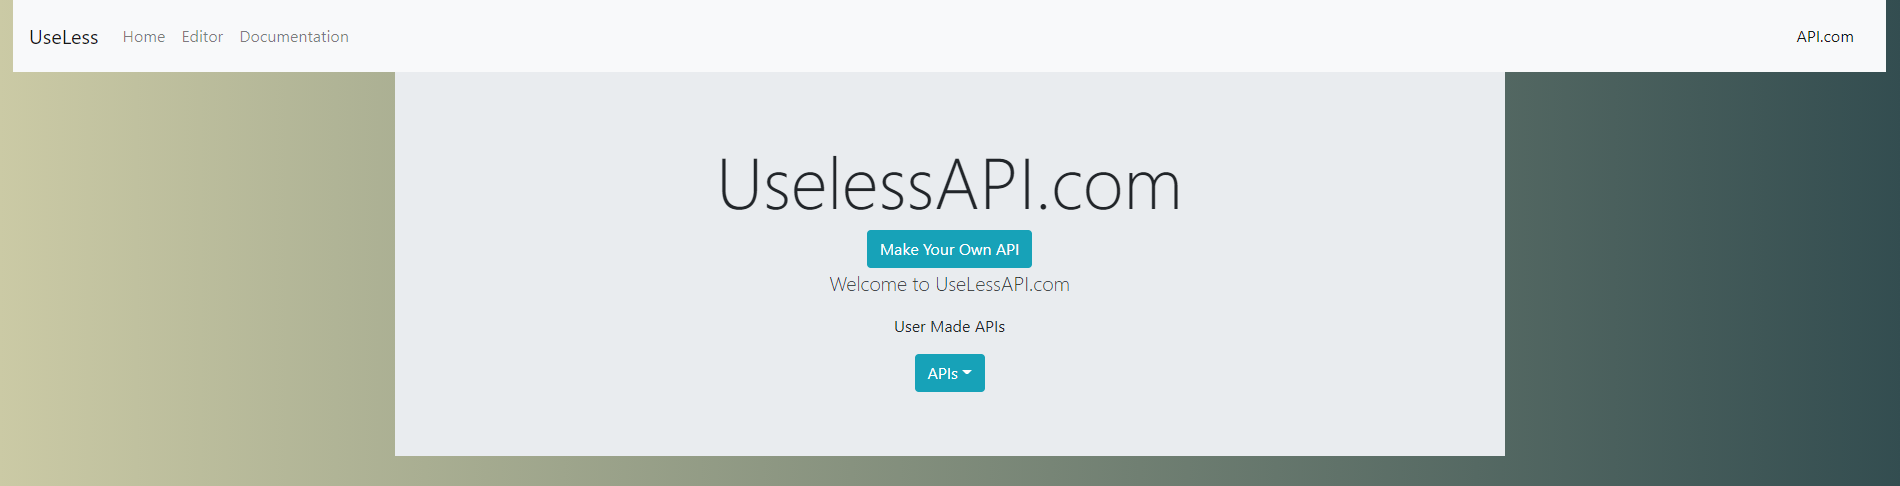 UseLess Home Editor Documentation API.com
UselessAPI.com
Make Your Own API
Welcome to UseLessAPI.com
User Made APIs
APIs